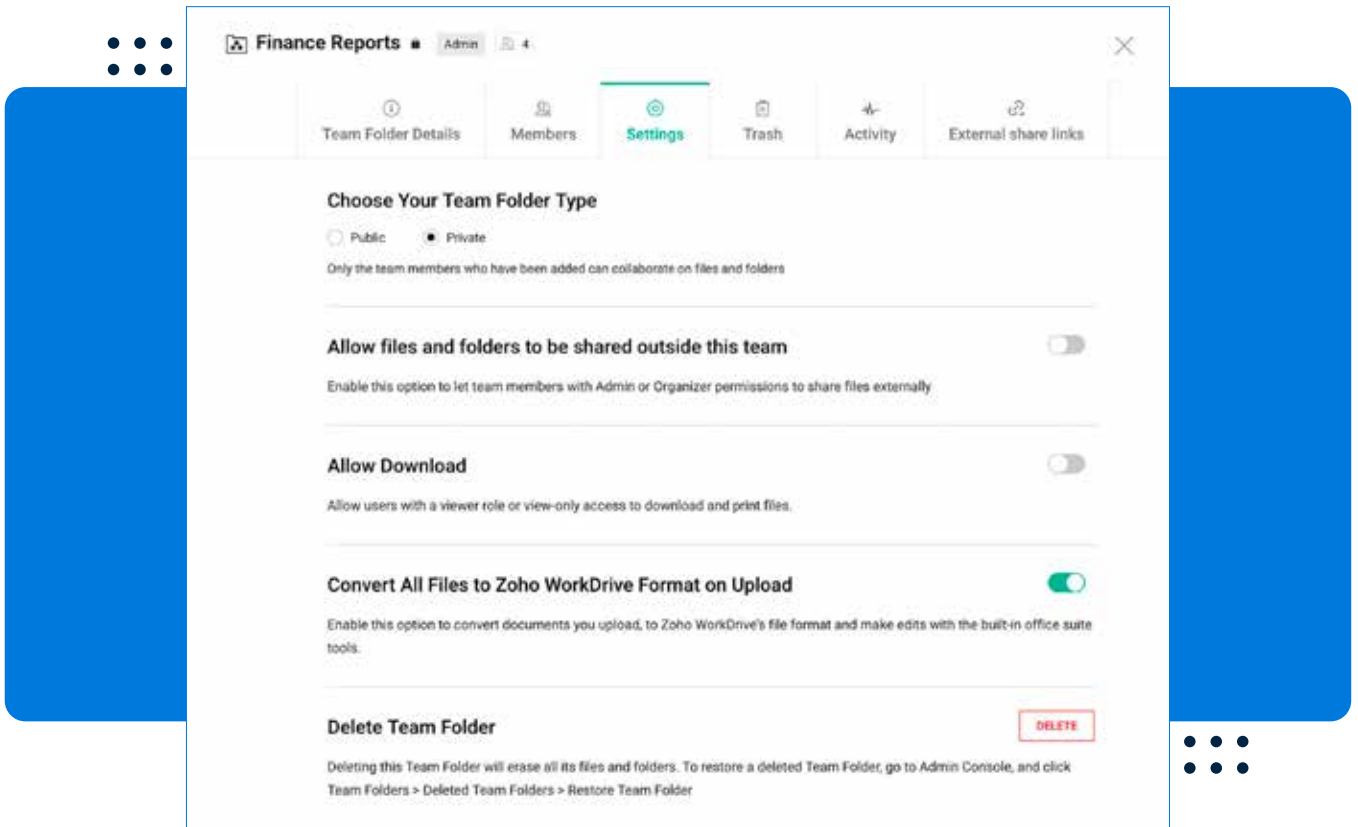 Finance Reports Admin 4
Team Folder Details Members Settings Trash Activity External share links
Choose Your Team Folder Type
Public Private
Only the team members who have been added can collaborate on files and folders
Allow files and folders to be shared outside this team
Enable this option to let team members with Admin or Organizer permissions to share files externally
Allow Download
Allow users with a viewer role or view-only access to download and print files.
Convert All Files to Zoho WorkDrive Format on Upload
Enable this option to convert documents you upload, to Zoho WorkDrive's file format and make edits with the built-in office suite
tools.
Delete Team Folder DELETE
Deleting this Team Folder will erase all its files and folders. To restore a deleted Team Folder, go to Admin Console, and click
Team Folders > Deleted Team Folders > Restore Team Folder